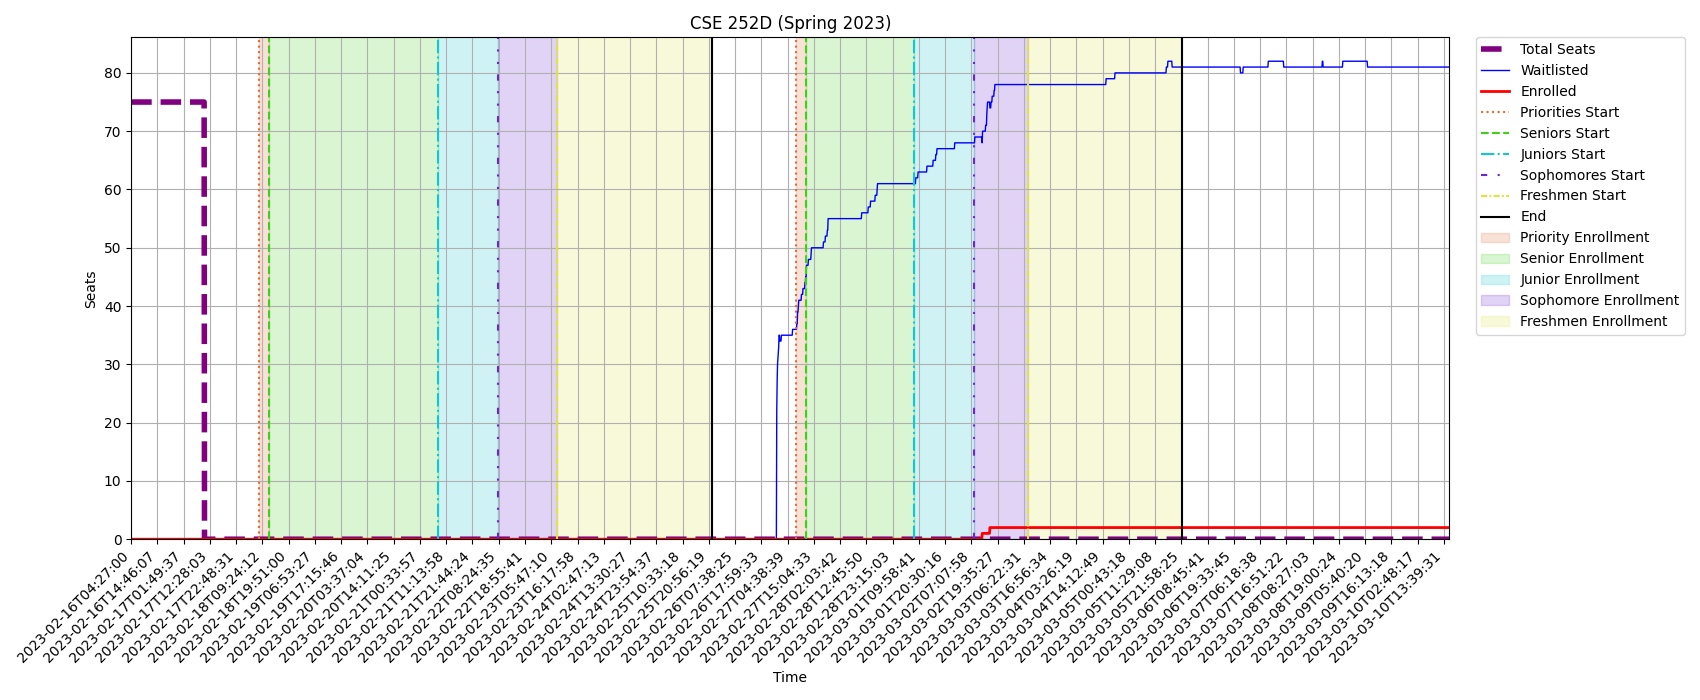 CSE 252D (Spring 2023)
Total Seats
Waitlisted
Enrolled
Priorities Start
Seniors Start
Juniors Start
Sophomores Start
Freshmen Start
End
Priority Enrollment
Senior Enrollment
Junior Enrollment
Sophomore Enrollment
Freshmen Enrollment
Seats
80
70
60
50
40
30
20
10
0
2023-02-16T04:27:00
2023-02-16T14:46:07
2023-02-17T01:49:37
2023-02-17T12:28:03
2023-02-17T22:48:31
2023-02-18T09:24:12
2023-02-18T19:51:00
2023-02-19T06:53:27
2023-02-19T17:15:46
2023-02-20T03:37:04
2023-02-20T14:11:25
2023-02-21T00:33:57
2023-02-21T11:13:58
2023-02-21T21:44:24
2023-02-22T08:24:35
2023-02-22T18:55:41
2023-02-23T05:47:10
2023-02-23T16:17:58
2023-02-24T02:47:13
2023-02-24T13:30:27
2023-02-24T23:54:37
2023-02-25T10:33:18
2023-02-25T20:56:19
2023-02-26T07:38:25
2023-02-26T17:59:33
2023-02-27T04:38:39
2023-02-27T15:04:33
2023-02-28T02:03:42
2023-02-28T12:45:50
2023-02-28T23:15:03
2023-03-01T09:58:41
2023-03-01T20:30:16
2023-03-02T07:07:58
2023-03-02T19:35:27
2023-03-03T06:22:31
2023-03-03T16:56:34
2023-03-04T03:26:19
2023-03-04T14:12:49
2023-03-05T00:43:18
2023-03-05T11:29:08
2023-03-05T21:58:25
2023-03-06T08:45:41
2023-03-06T19:33:45
2023-03-07T06:18:38
2023-03-07T16:51:22
2023-03-08T08:27:03
2023-03-08T19:00:24
2023-03-09T05:40:20
2023-03-09T16:13:18
2023-03-10T02:48:17
2023-03-10T13:39:31
Time